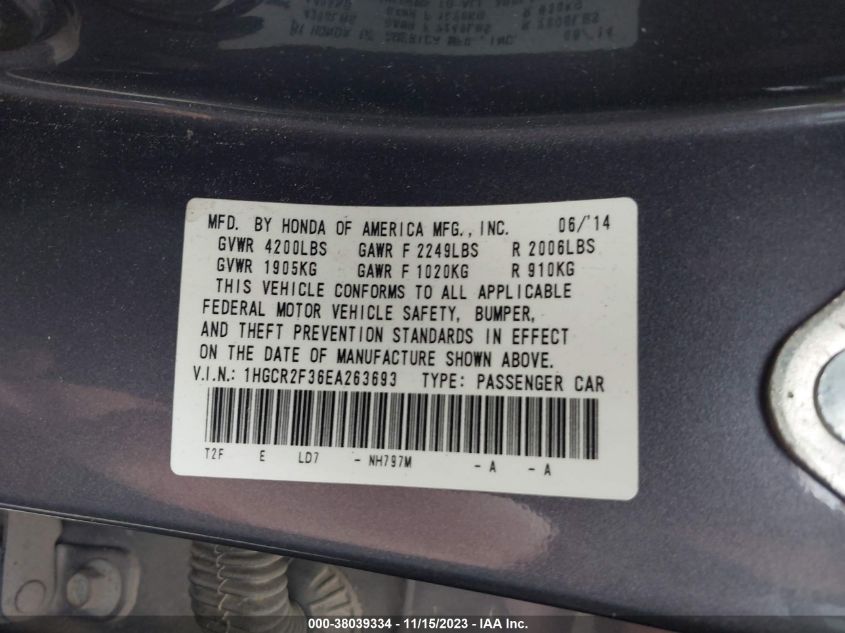 MFD. BY HONDA OF AMERICA MFG., INC. 06/'14
GVWR 4200LBS GAWR F 2249LBS R 2006LBS
GVWR 1905KG GAWR F 1020KG R 910KG
THIS VEHICLE CONFORMS TO ALL APPLICABLE
FEDERAL MOTOR VEHICLE SAFETY, BUMPER,
AND THEFT PREVENTION STANDARDS IN EFFECT
ON THE DATE OF MANUFACTURE SHOWN ABOVE.
V.I.N.: 1HGCR2F36EA263693 TYPE: PASSENGER CAR
T2F E LD7 - NH797M - A - A
000-38039334 - 11/15/2023 - IAA Inc.